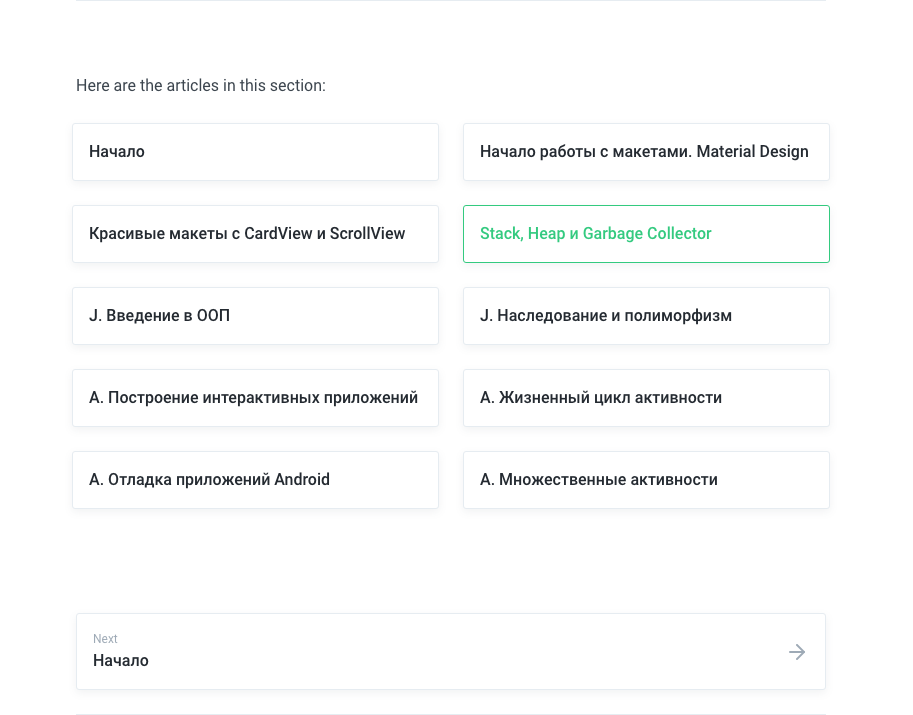 Here are the articles in this section:
Начало
Начало работы с макетами. Material Design
Красивые макеты с CardView и ScrollView
Stack, Heap и Garbage Collector
J. Введение в ООП
J. Наследование и полиморфизм
A. Построение интерактивных приложений
A. Жизненный цикл активности
A. Отладка приложений Android
A. Множественные активности
Next
Начало